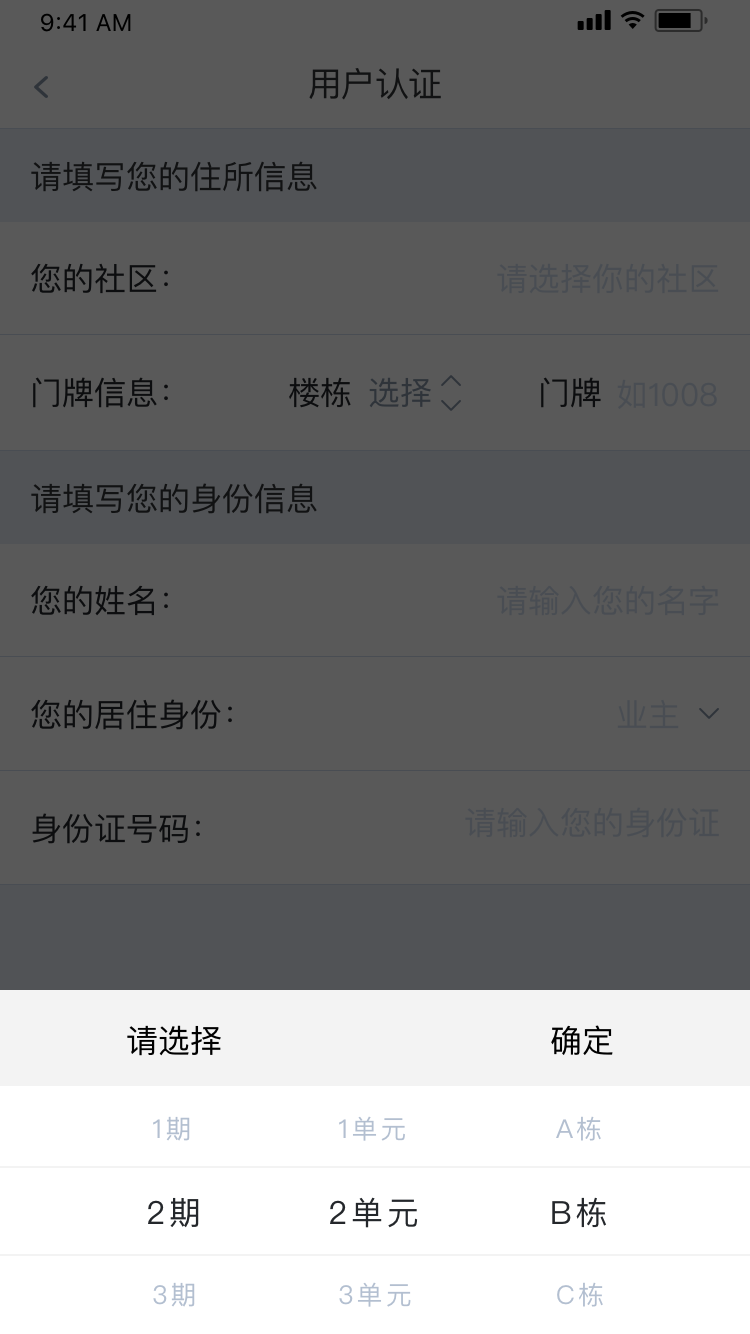 9:41 AM
用户认证
请填写您的住所信息
您的社区： 请选择你的社区
门牌信息： 楼栋 选择 门牌 如1008
请填写您的身份信息
您的姓名： 请输入您的名字
您的居住身份： 业主
身份证号码： 请输入您的身份证
请选择 确定
1期 1单元 A栋
2期 2单元 B栋
3期 3单元 C栋